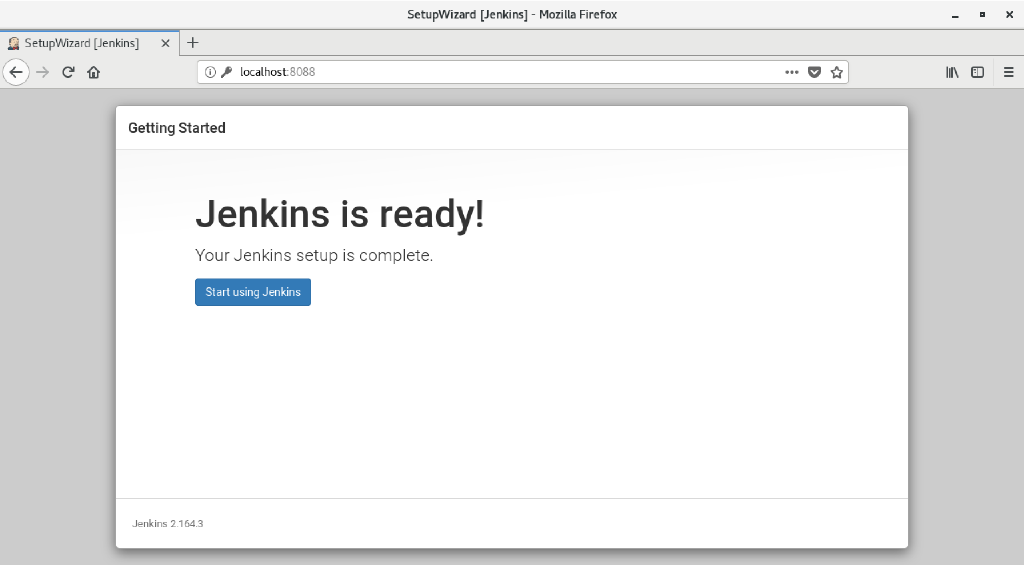 SetupWizard [Jenkins] - Mozilla Firefox
SetupWizard [Jenkins]
localhost:8088
Getting Started
Jenkins is ready!
Your Jenkins setup is complete.
Start using Jenkins
Jenkins 2.164.3